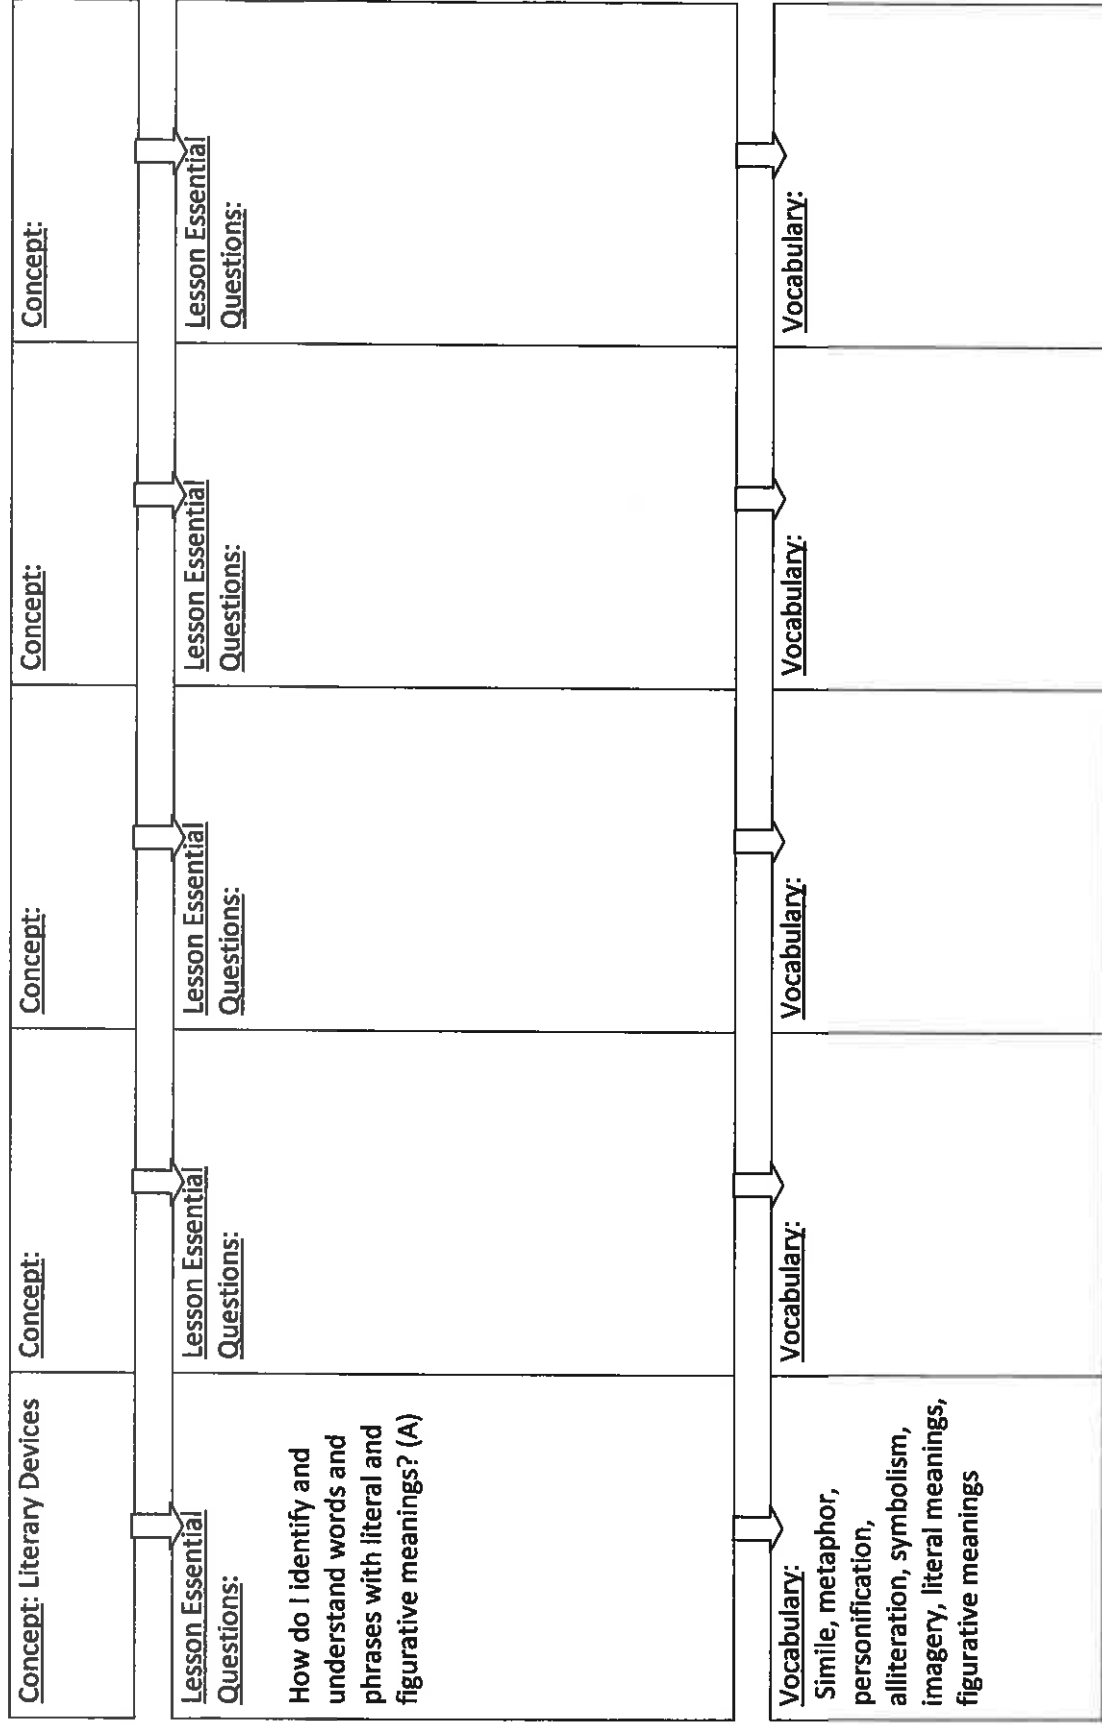 Concept: Literary Devices
Concept:
Concept:
Concept:
Concept:
Lesson Essential
Questions:
How do I identify and
understand words and
phrases with literal and
figurative meanings? (A)
Lesson Essential
Questions:
Lesson Essential
Questions:
Lesson Essential
Questions:
Lesson Essential
Questions:
Vocabulary:
Simile, metaphor,
personification,
alliteration, symbolism,
imagery, literal meanings,
figurative meanings
Vocabulary:
Vocabulary:
Vocabulary:
Vocabulary: